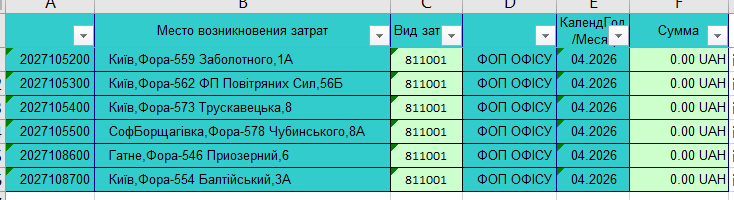 A B C D E F
Место возникновения затрат Вид зат КалендГод /Меся Сумма
2027105200 Київ,Фора-559 Заболотного,1А 811001 ФОП ОФІСУ 04.2026 0.00 UAH
2027105300 Київ,Фора-562 ФП Повітряних Сил,56Б 811001 ФОП ОФІСУ 04.2026 0.00 UAH
2027105400 Київ,Фора-573 Трускавецька,8 811001 ФОП ОФІСУ 04.2026 0.00 UAH
2027105500 СофБорщагівка,Фора-578 Чубинського,8А 811001 ФОП ОФІСУ 04.2026 0.00 UAH
2027108600 Гатне,Фора-546 Приозерний,6 811001 ФОП ОФІСУ 04.2026 0.00 UAH
2027108700 Київ,Фора-554 Балтійський,3А 811001 ФОП ОФІСУ 04.2026 0.00 UAH